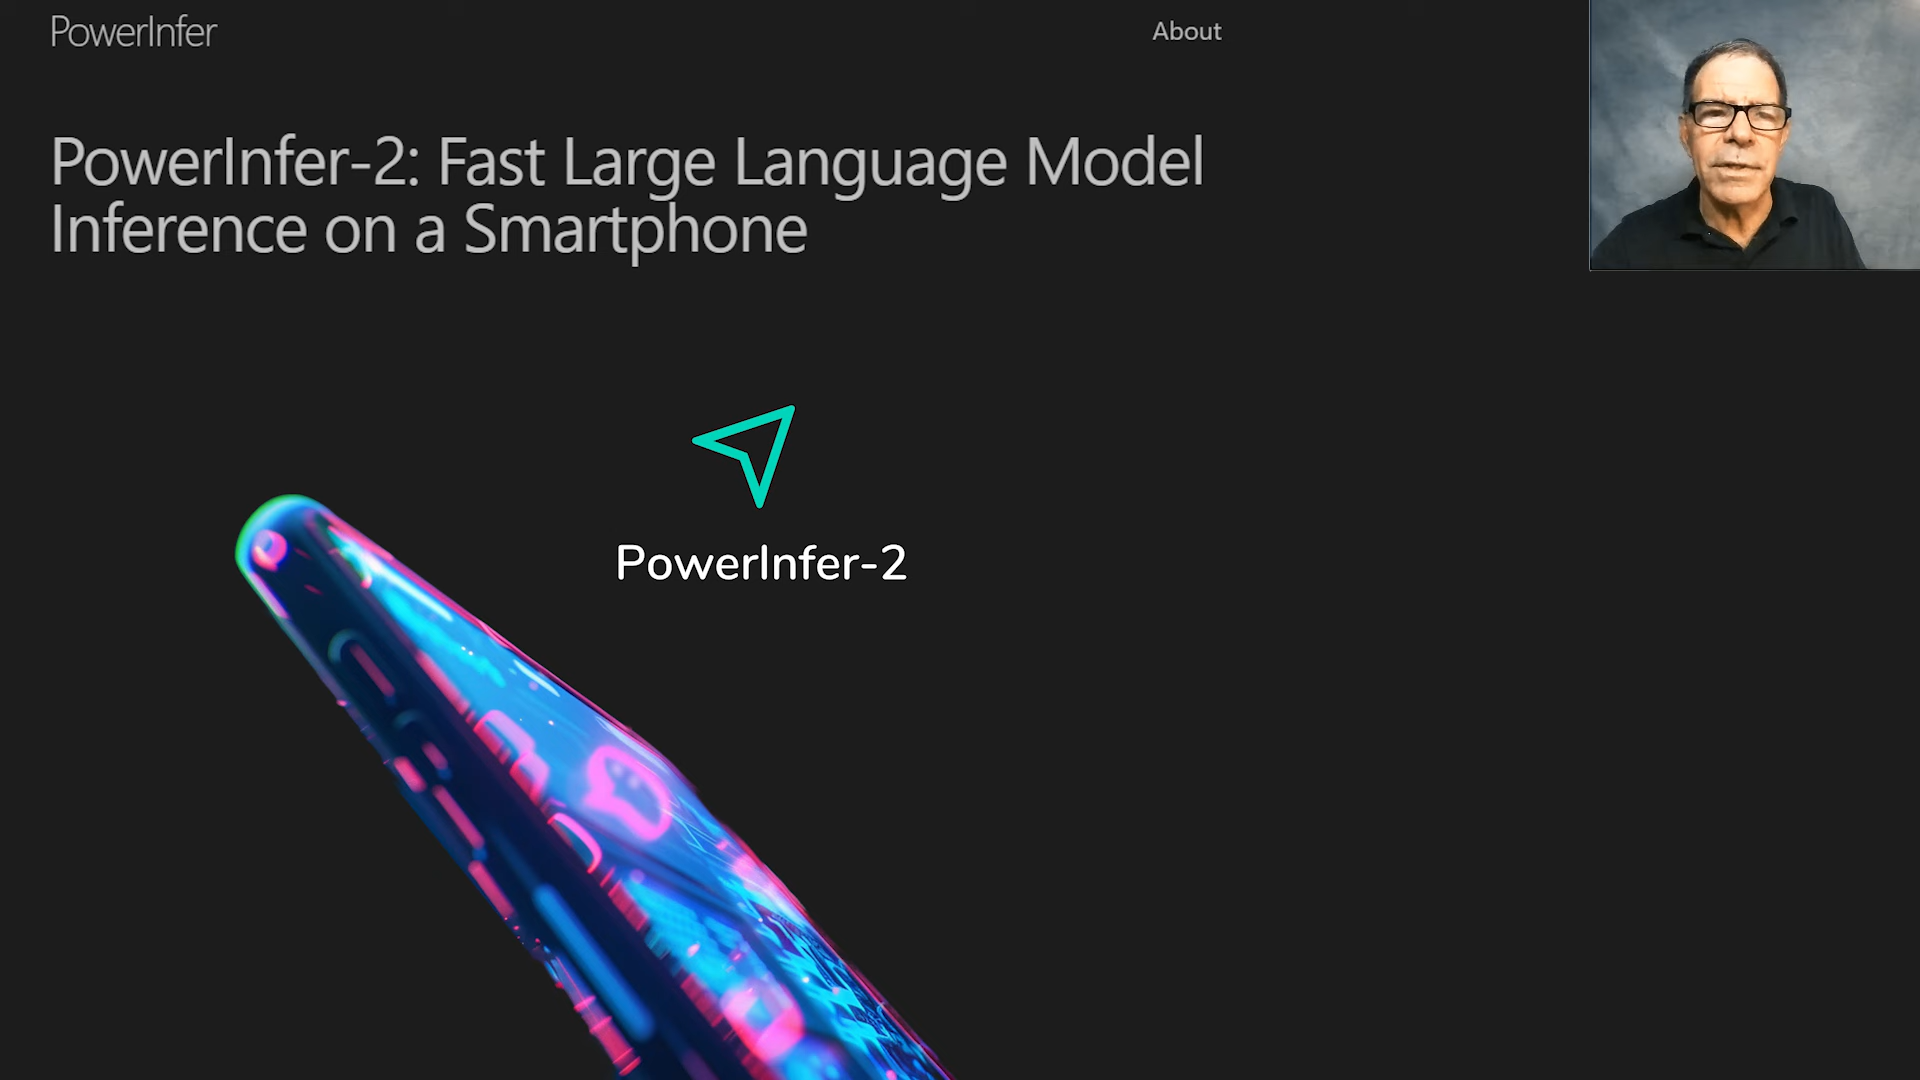 PowerInfer
About
PowerInfer-2: Fast Large Language Model
Inference on a Smartphone
PowerInfer-2